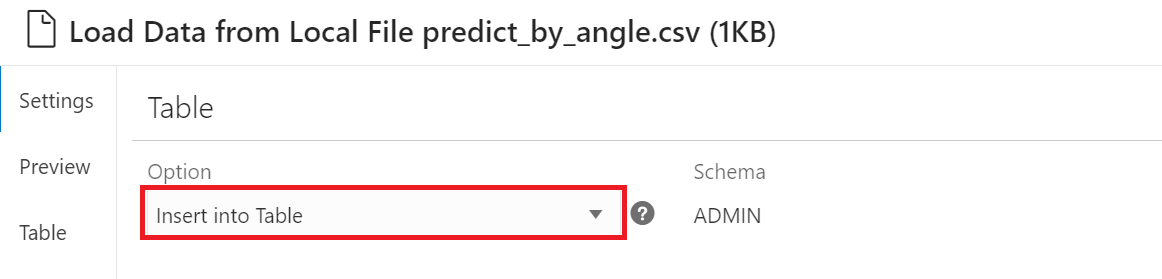 Load Data from Local File predict_by_angle.csv (1KB)
Settings
Table
Preview
Option
Schema
Insert into Table
?
ADMIN
Table